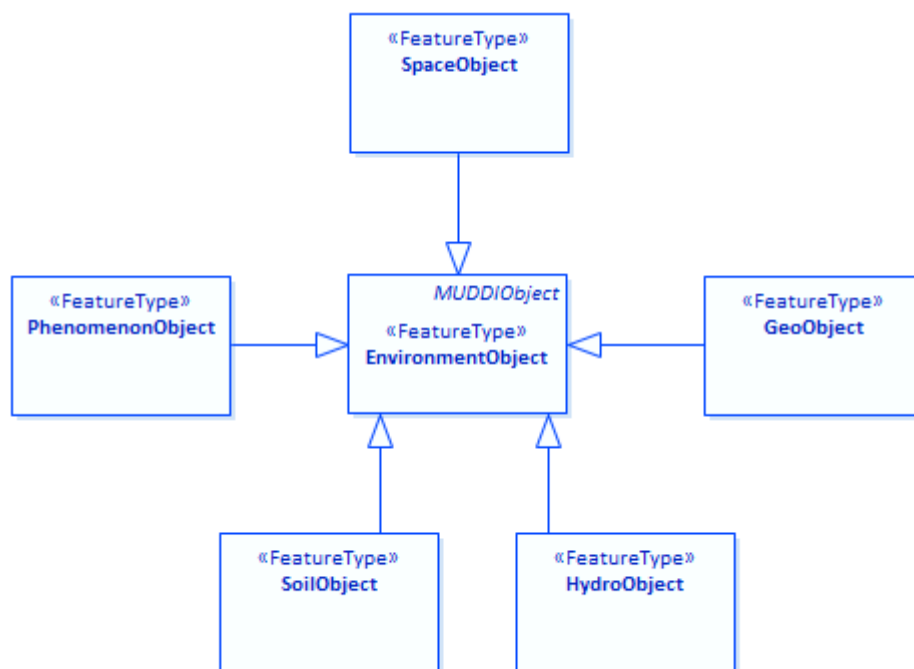 «FeatureType»
SpaceObject
«FeatureType»
PhenomenonObject
MUDDIObject
«FeatureType»
EnvironmentObject
«FeatureType»
GeoObject
«FeatureType»
SoilObject
«FeatureType»
HydroObject